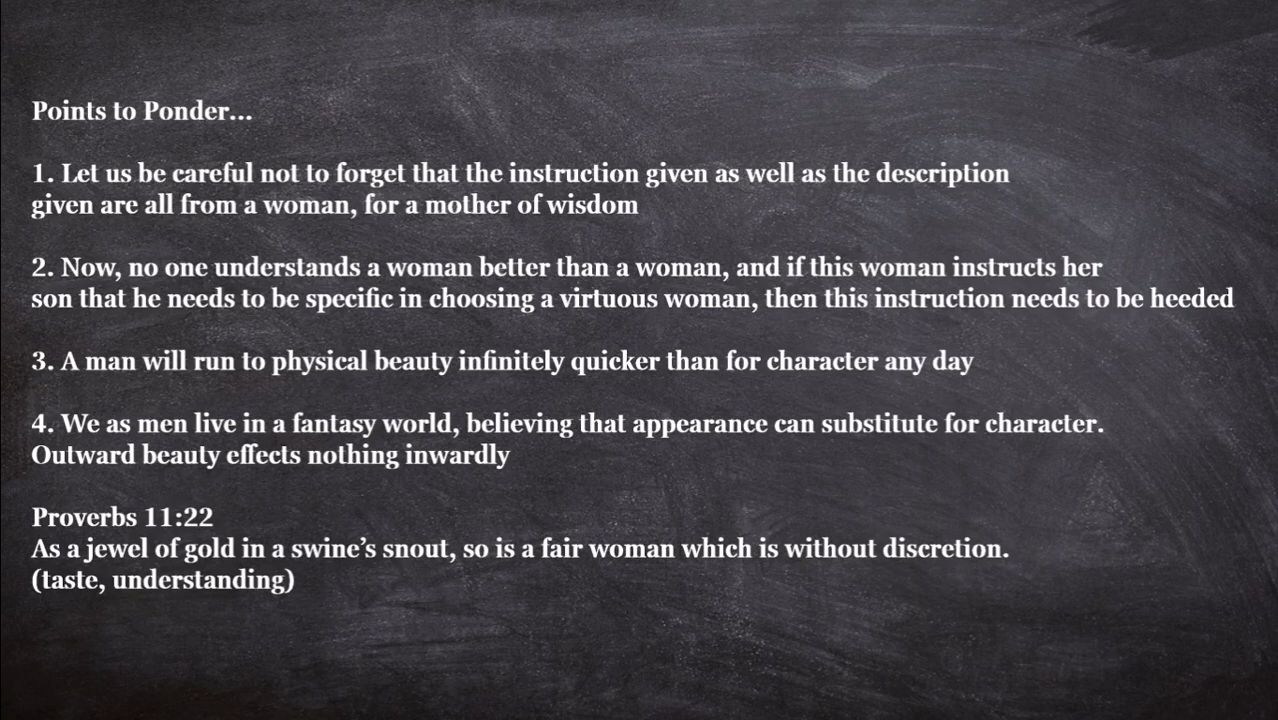 Points to Ponder...
1. Let us be careful not to forget that the instruction given as well as the description
given are all from a woman, for a mother of wisdom
2. Now, no one understands a woman better than a woman, and if this woman instructs her
son that he needs to be specific in choosing a virtuous woman, then this instruction needs to be heeded
3. A man will run to physical beauty infinitely quicker than for character any day
4. We as men live in a fantasy world, believing that appearance can substitute for character.
Outward beauty effects nothing inwardly
Proverbs 11:22
As a jewel of gold in a swine’s snout, so is a fair woman which is without discretion.
(taste, understanding)